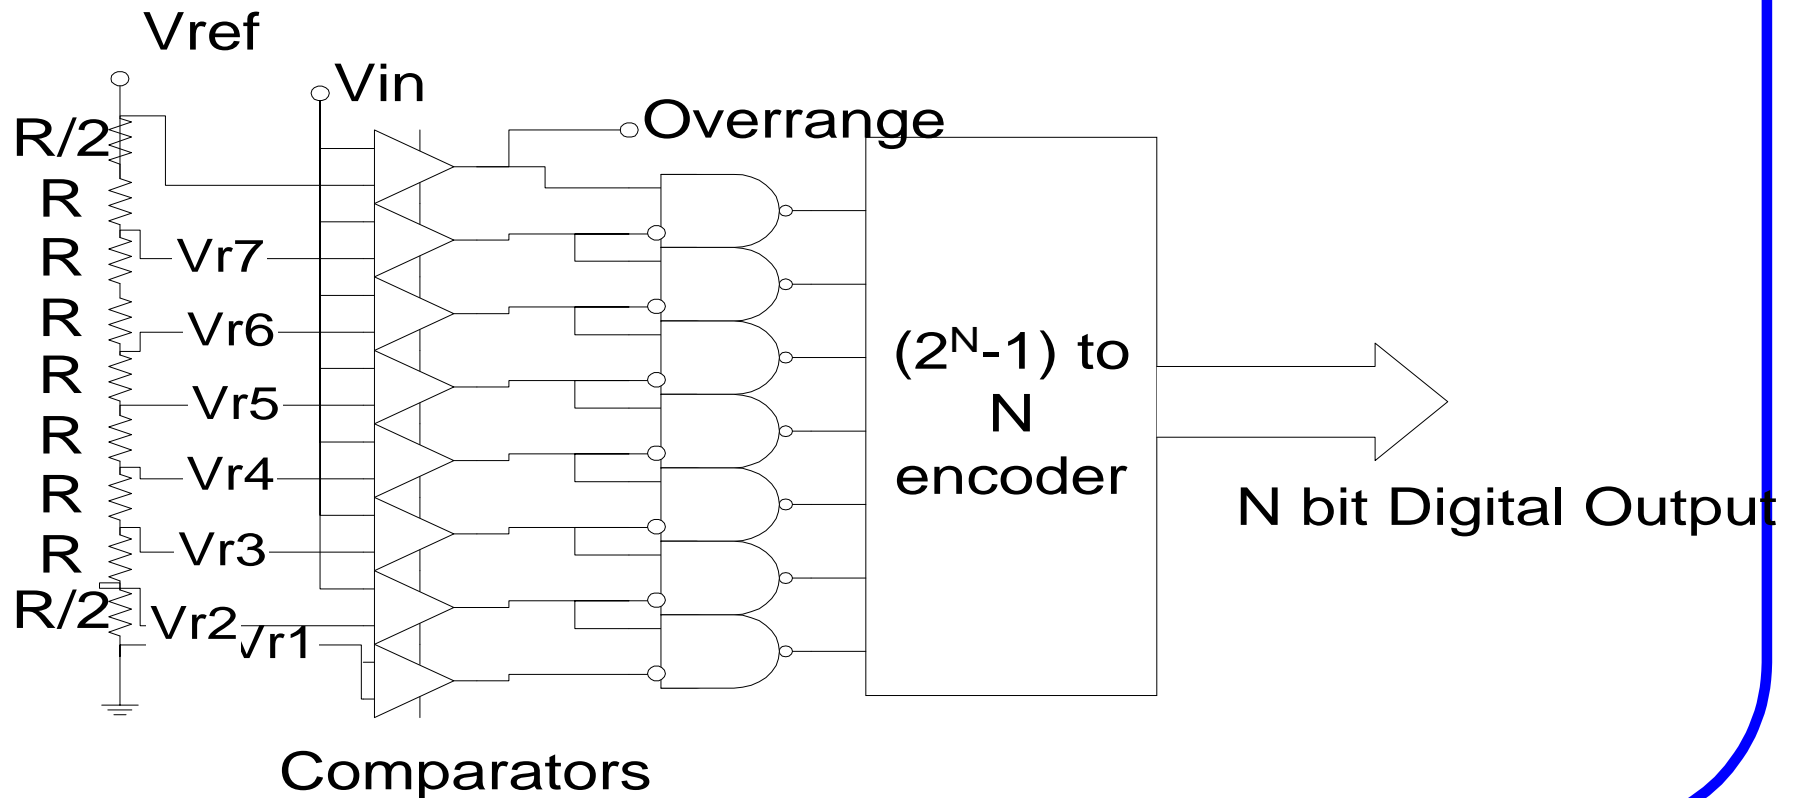 Vref
Vin
Overrange
R/2
R
R
R
R
R
R
R
R/2
Vr7
Vr6
Vr5
Vr4
Vr3
Vr2
Vr1
(2ᴺ-1) to
N
encoder
N bit Digital Output
Comparators